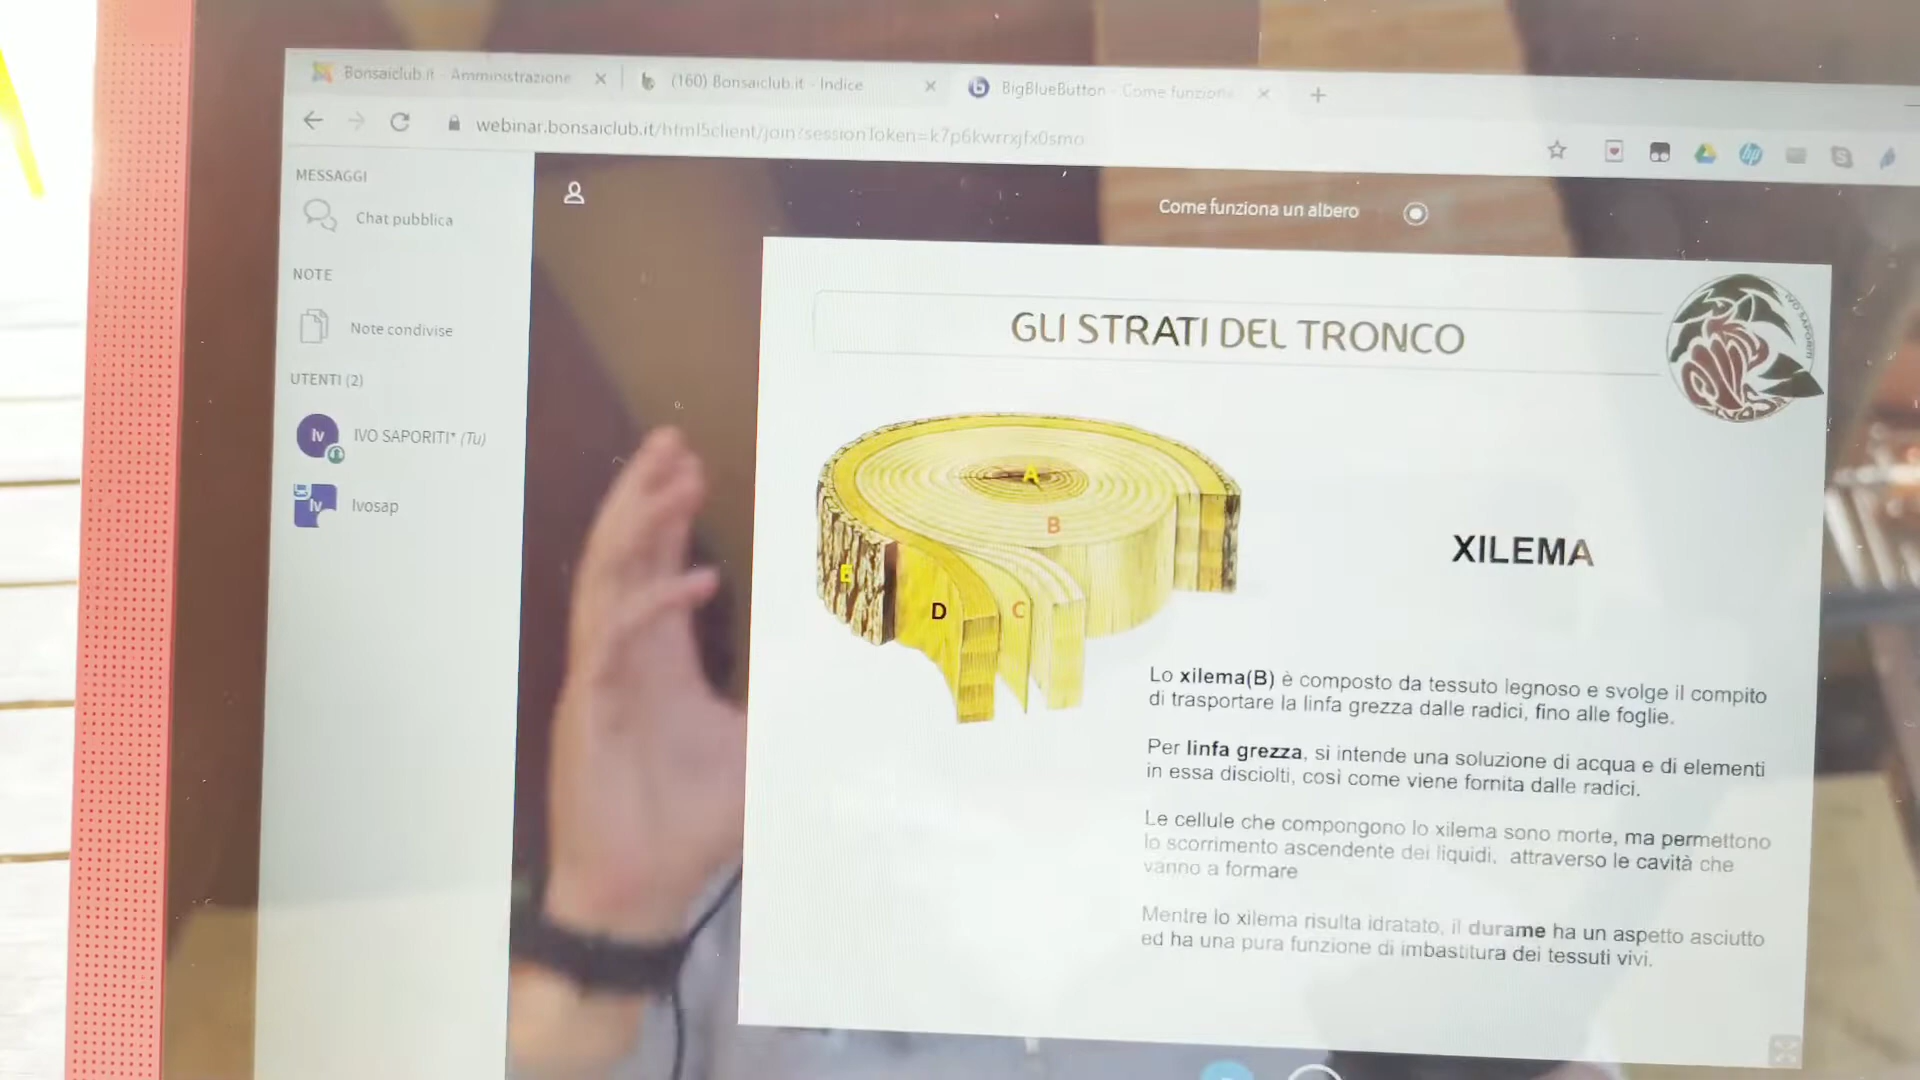 Bonsaiclub.it - Amministrazione
(160) Bonsaiclub.it - Indice
BigBlueButton - Come funziona
webinar.bonsaiclub.it/html5client/join?sessionToken=k7p6kwrrxjfx0smo
MESSAGGI
Chat pubblica
NOTE
Note condivise
UTENTI (2)
Iv
IVO SAPORITI* (Tu)
Iv
Ivosap
Come funziona un albero
GLI STRATI DEL TRONCO
IVO SAPORITI
A
B
C
D
E
XILEMA
Lo xilema(B) è composto da tessuto legnoso e svolge il compito
di trasportare la linfa grezza dalle radici, fino alle foglie.
Per linfa grezza, si intende una soluzione di acqua e di elementi
in essa disciolti, così come viene fornita dalle radici.
Le cellule che compongono lo xilema sono morte, ma permettono
lo scorrimento ascendente dei liquidi, attraverso le cavità che
vanno a formare
Mentre lo xilema risulta idratato, il durame ha un aspetto asciutto
ed ha una pura funzione di imbastitura dei tessuti vivi.